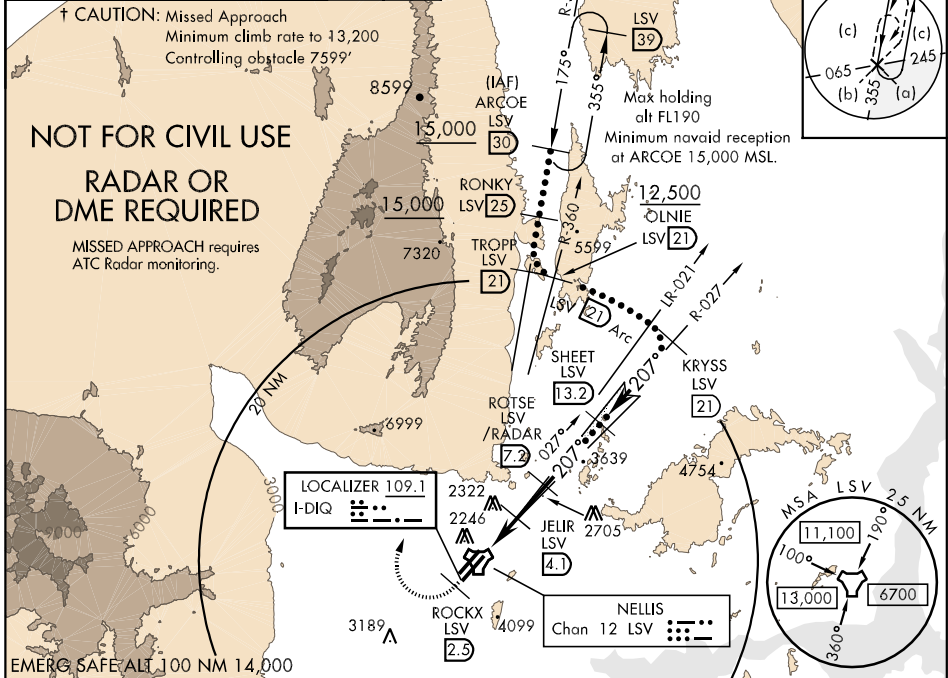 † CAUTION: Missed Approach
Minimum climb rate to 13,200
Controlling obstacle 7599'
NOT FOR CIVIL USE
RADAR OR
DME REQUIRED
MISSED APPROACH requires
ATC Radar monitoring.
8599
(IAF)
ARCOE
LSV
30
15,000
RONKY
LSV 25
15,000
7320
TROPP
LSV
21
175°
355°
LSV
39
Max holding
alt FL190
Minimum navaid reception
at ARCOE 15,000 MSL.
12,500
OLNIE
LSV 21
5599
R-360
LSV 21 Arc
LR-021
R-027
(c)
(c)
065
245
(b)
355
(a)
20 NM
SHEET
LSV
13.2
207°
KRYSS
LSV
21
ROTSE
LSV
/RADAR
7.2
027°
207°
3639
4754
6999
3000
6000
LOCALIZER 109.1
I-DIQ
2322
2246
JELIR
LSV
4.1
2705
ROCKX
LSV
2.5
4099
3189
NELLIS
Chan 12 LSV
MSA LSV 25 NM
11,100
190°
100°
13,000
6700
360°
EMERG SAFE ALT 100 NM 14,000